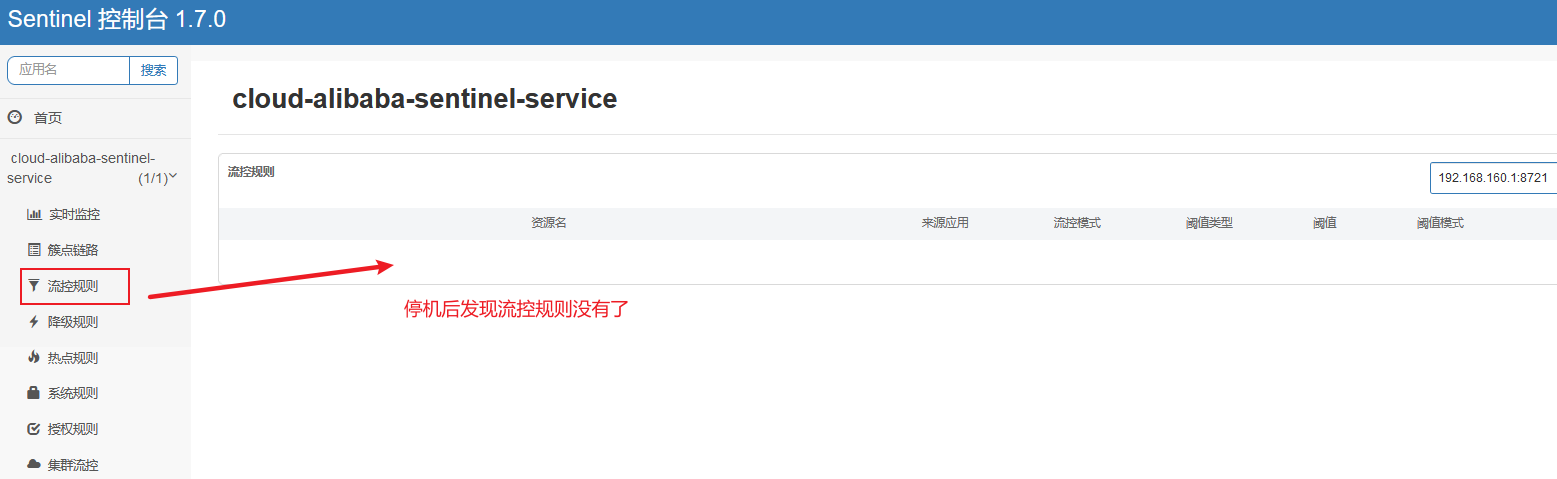 Sentinel 控制台 1.7.0
应用名 搜索
首页
cloud-alibaba-sentinel-
service (1/1)
实时监控
簇点链路
流控规则
降级规则
热点规则
系统规则
授权规则
集群流控
cloud-alibaba-sentinel-service
流控规则 192.168.160.1:8721
资源名 来源应用 流控模式 阈值类型 阈值 阈值模式
停机后发现流控规则没有了